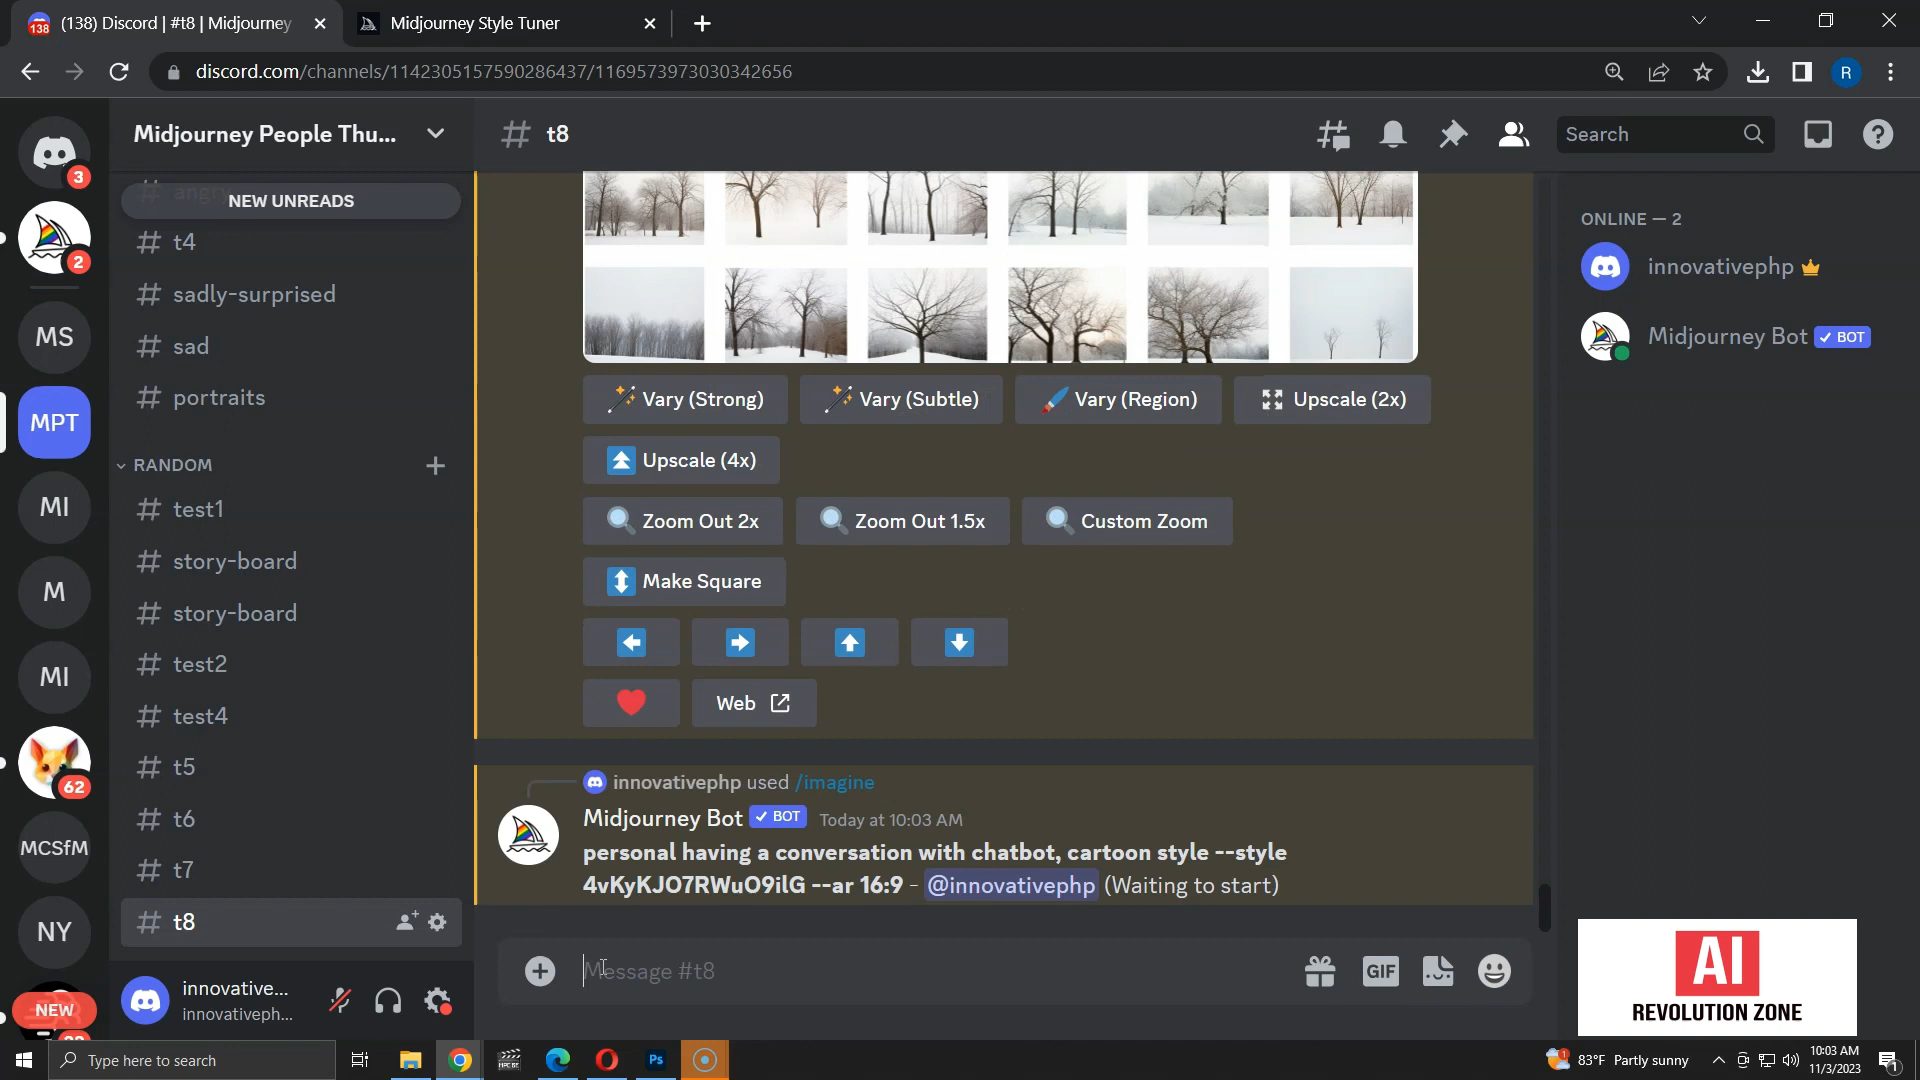 (138) Discord | #t8 | Midjourney
Midjourney Style Tuner
138
discord.com/channels/1142305157590286437/1169573973030342656
R
3
2
MS
MPT
MI
M
MI
62
MCSfM
NY
NEW
Midjourney People Thu...
NEW UNREADS
t4
sadly-surprised
sad
portraits
RANDOM
test1
story-board
story-board
test2
test4
t5
t6
t7
t8
innovative...
innovativeph...
t8
Search
Vary (Strong)
Vary (Subtle)
Vary (Region)
Upscale (2x)
Upscale (4x)
Zoom Out 2x
Zoom Out 1.5x
Custom Zoom
Make Square
Web
innovativephp used /imagine
Midjourney Bot ✓ BOT Today at 10:03 AM
personal having a conversation with chatbot, cartoon style --style
4vKyKJO7RWuO9ilG --ar 16:9 - @innovativephp (Waiting to start)
Message #t8
GIF
ONLINE — 2
innovativephp
Midjourney Bot ✓ BOT
AI
REVOLUTION ZONE
Type here to search
Ps
83°F Partly sunny
10:03 AM
11/3/2023
1